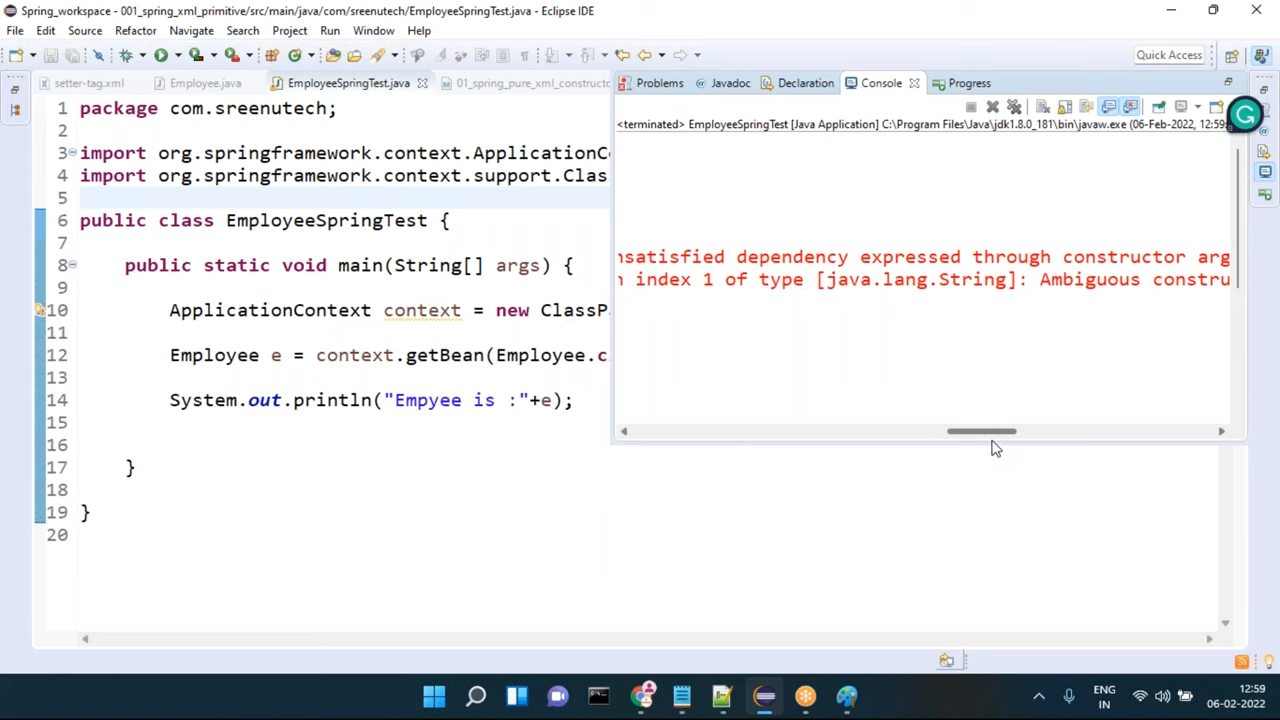 Spring_workspace - 001_spring_xml_primitive/src/main/java/com/sreenutech/EmployeeSpringTest.java - Eclipse IDE
File Edit Source Refactor Navigate Search Project Run Window Help
Quick Access
setter-tag.xml Employee.java EmployeeSpringTest.java 01_spring_pure_xml_constructo
Problems Javadoc Declaration Console Progress
<terminated> EmployeeSpringTest [Java Application] C:\Program Files\Java\jdk1.8.0_181\bin\javaw.exe (06-Feb-2022, 12:59:
1 package com.sreenutech;
2
3 import org.springframework.context.ApplicationCo
4 import org.springframework.context.support.Clas
5
6 public class EmployeeSpringTest {
7
8 public static void main(String[] args) {
9
10 ApplicationContext context = new ClassP
11
12 Employee e = context.getBean(Employee.c
13
14 System.out.println("Empyee is :"+e);
15
16
17 }
18
19 }
20
nsatisfied dependency expressed through constructor arg
n index 1 of type [java.lang.String]: Ambiguous constru
ENG
IN
12:59
06-02-2022